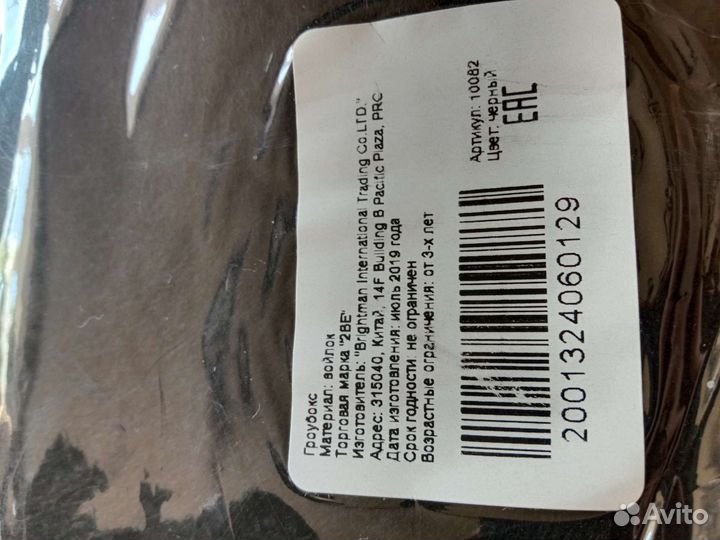 Гроубокс
Материал: войлок
Торговая марка "2BE"
Изготовитель: "Brightman International Trading Co.LTD."
Адрес: 315040, Китай, 14F Building B Pacific Plaza, PRC
Дата изготовления: июль 2019 года
Срок годности: не ограничен
Возрастные ограничения: от 3-х лет
Артикул: 10082
Цвет: черный
EAC
2001324060129
Avito